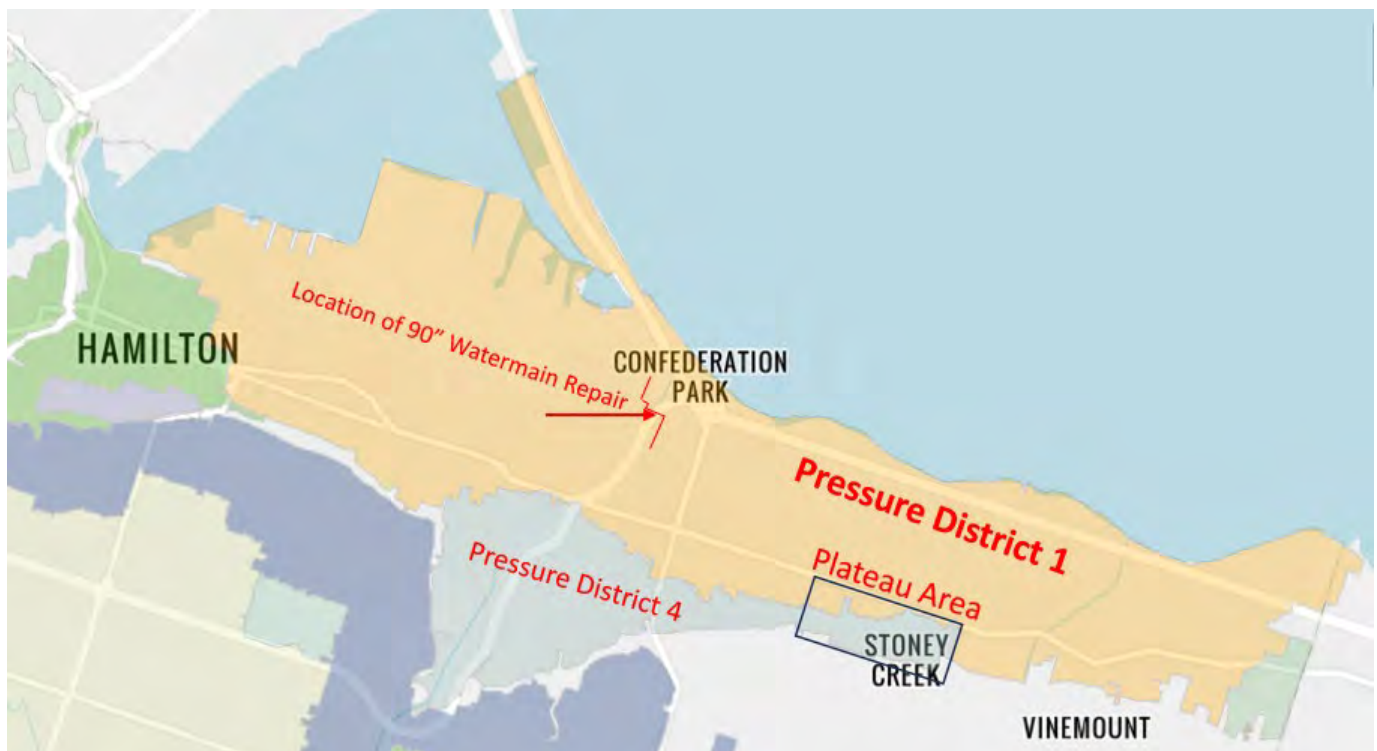 Location of 90" Watermain Repair
HAMILTON
CONFEDERATION
PARK
Pressure District 1
Pressure District 4
Plateau Area
STONEY
CREEK
VINEMOUNT